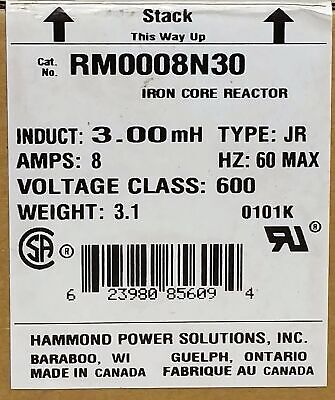 Stack
This Way Up
Cat. No. RM0008N30
IRON CORE REACTOR
INDUCT: 3.00mH TYPE: JR
AMPS: 8 HZ: 60 MAX
VOLTAGE CLASS: 600
WEIGHT: 3.1 0101K
SA ® RU ®
6 23980 85609 4
HAMMOND POWER SOLUTIONS, INC.
BARABOO, WI GUELPH, ONTARIO
MADE IN CANADA FABRIQUE AU CANADA